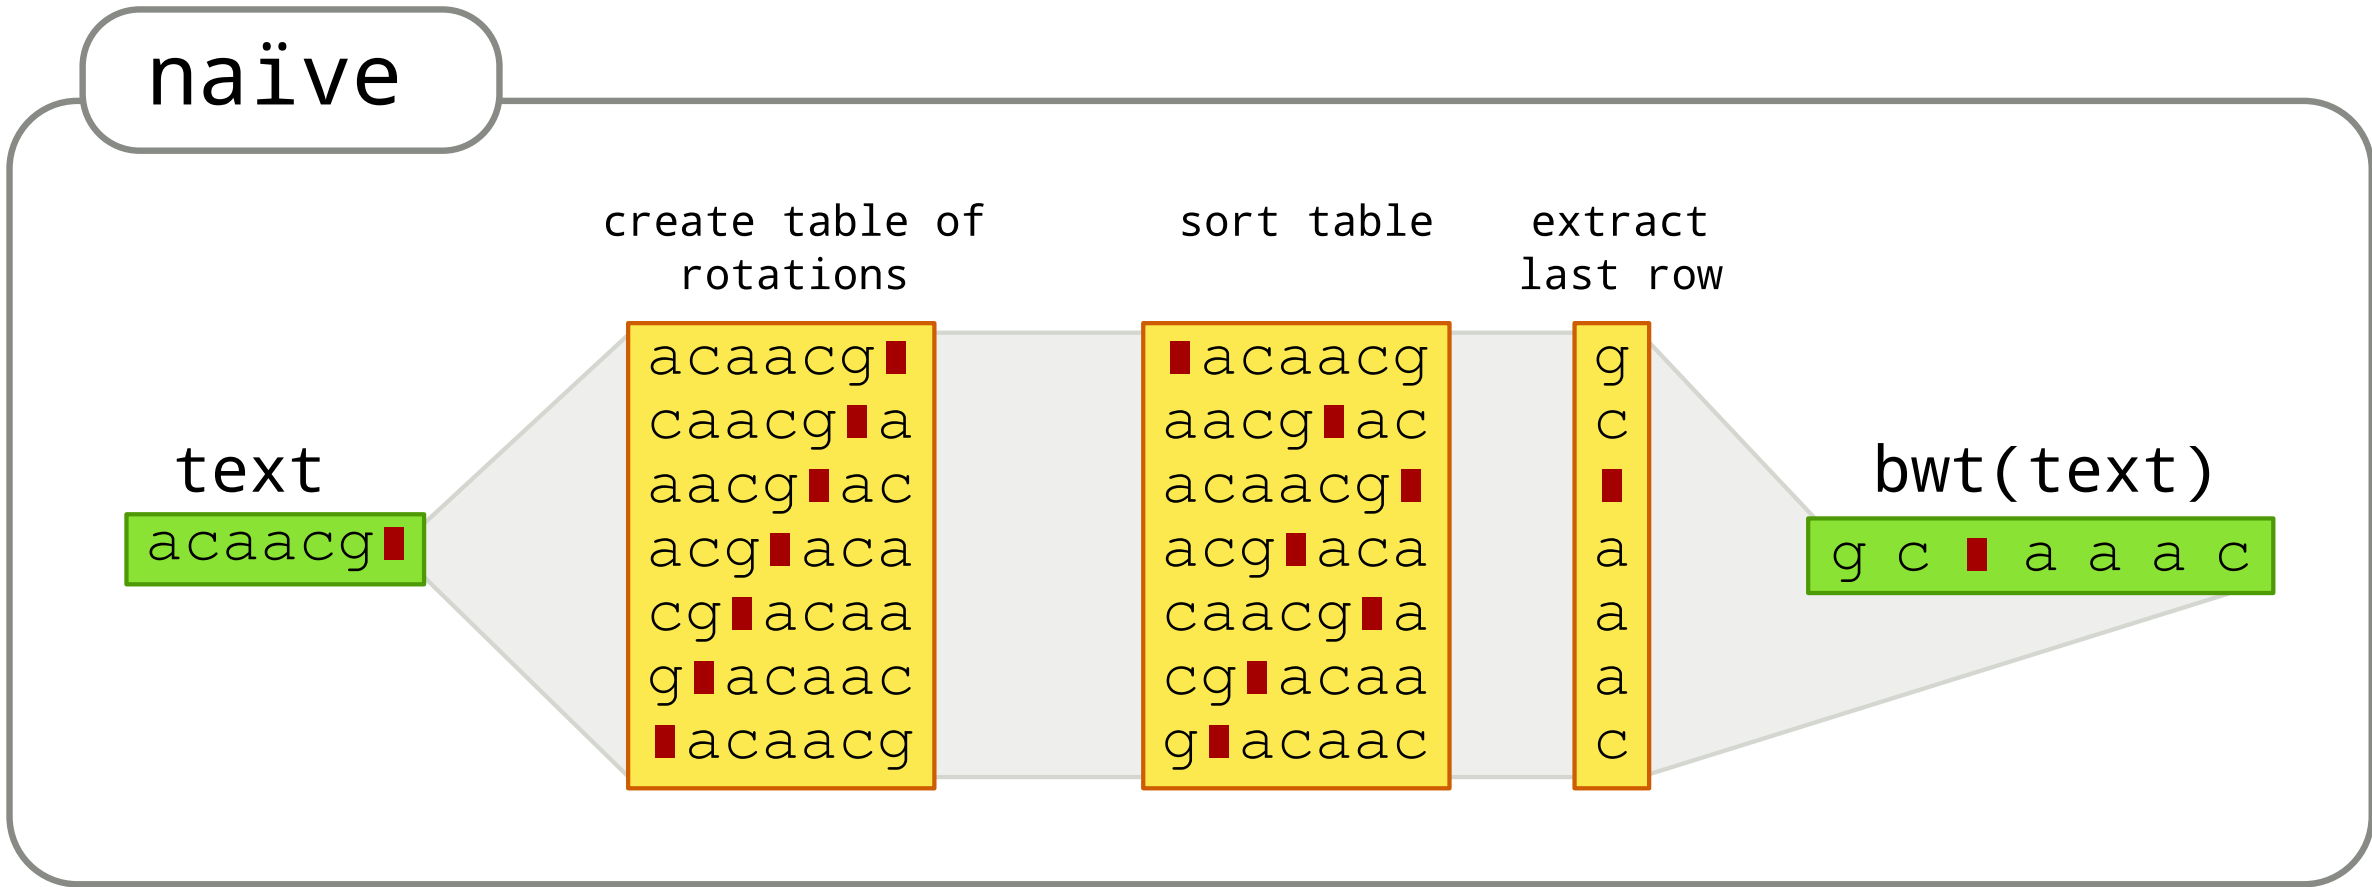 naïve
create table of
rotations
sort table
extract
last row
text
acaacg▮
acaacg▮
caacg▮a
aacg▮ac
acg▮aca
cg▮acaa
g▮acaac
▮acaacg
▮acaacg
aacg▮ac
acaacg▮
acg▮aca
caacg▮a
cg▮acaa
g▮acaac
g
c
▮
a
a
a
c
bwt(text)
g c ▮ a a a c